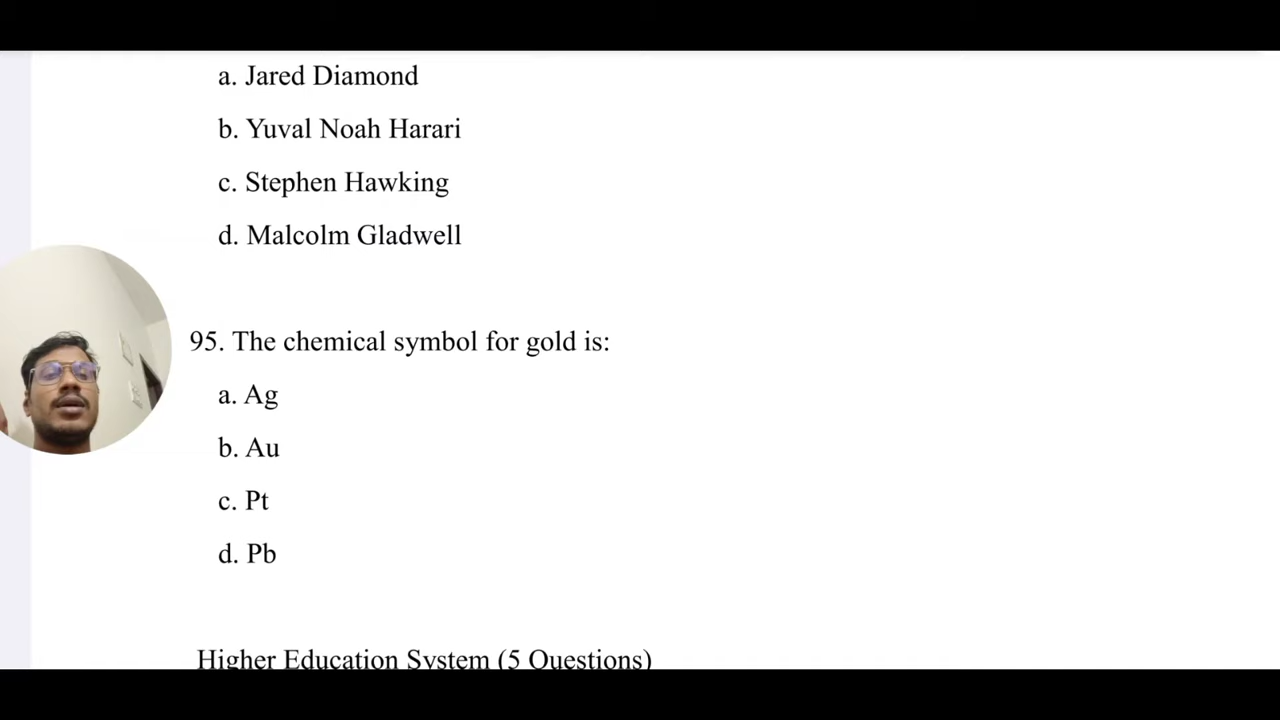 a. Jared Diamond
b. Yuval Noah Harari
c. Stephen Hawking
d. Malcolm Gladwell
95. The chemical symbol for gold is:
a. Ag
b. Au
c. Pt
d. Pb
Higher Education System (5 Questions)